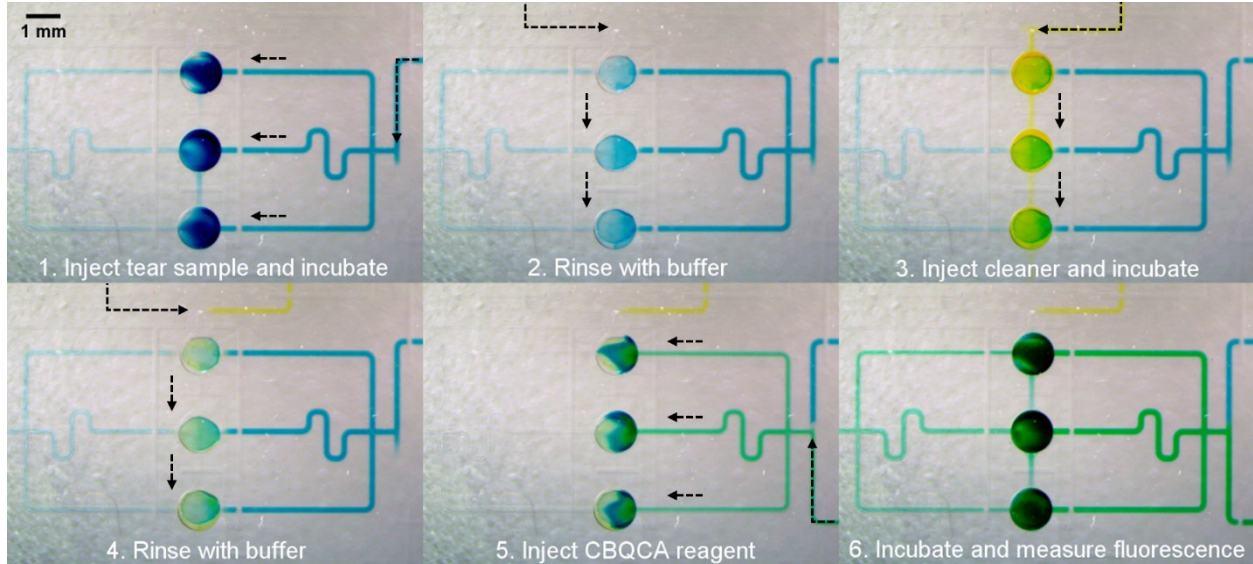 1 mm
1. Inject tear sample and incubate
2. Rinse with buffer
3. Inject cleaner and incubate
4. Rinse with buffer
5. Inject CBQCA reagent
6. Incubate and measure fluorescence